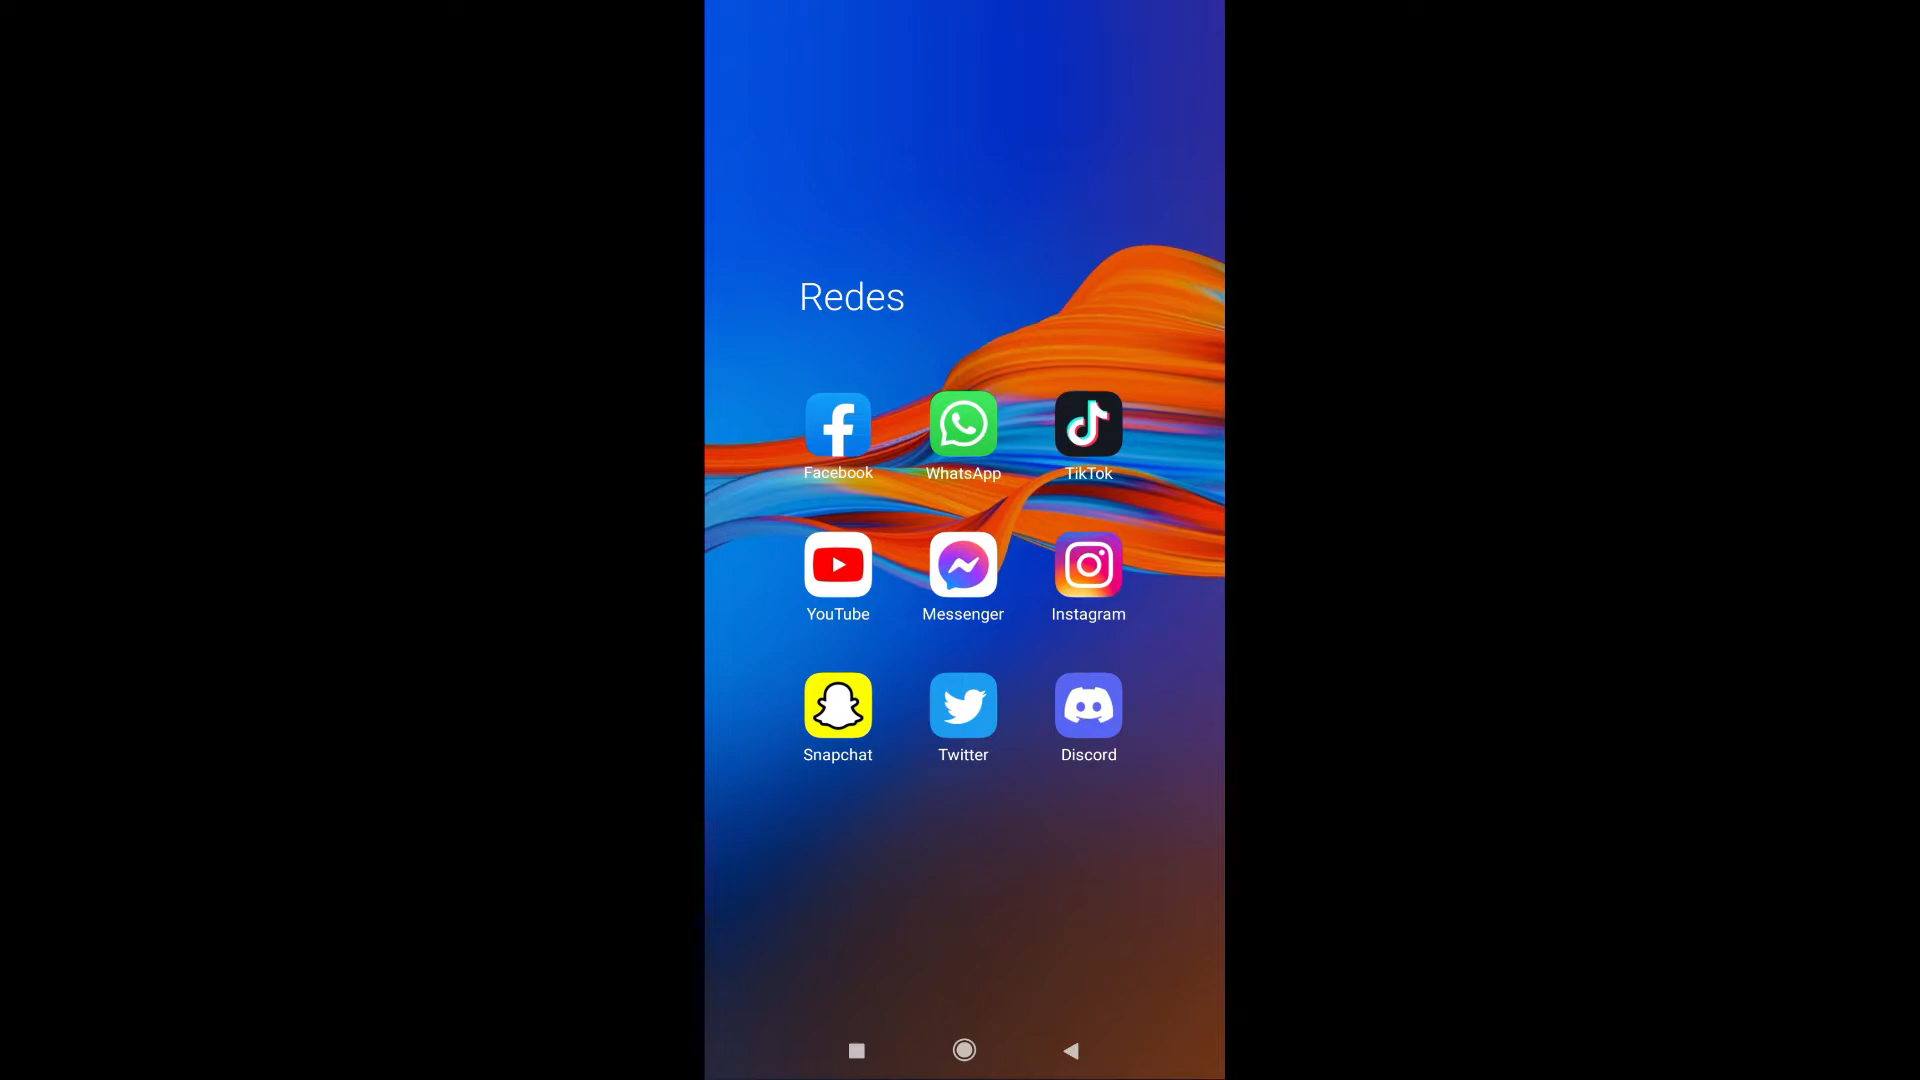 Redes
Facebook WhatsApp TikTok
YouTube Messenger Instagram
Snapchat Twitter Discord